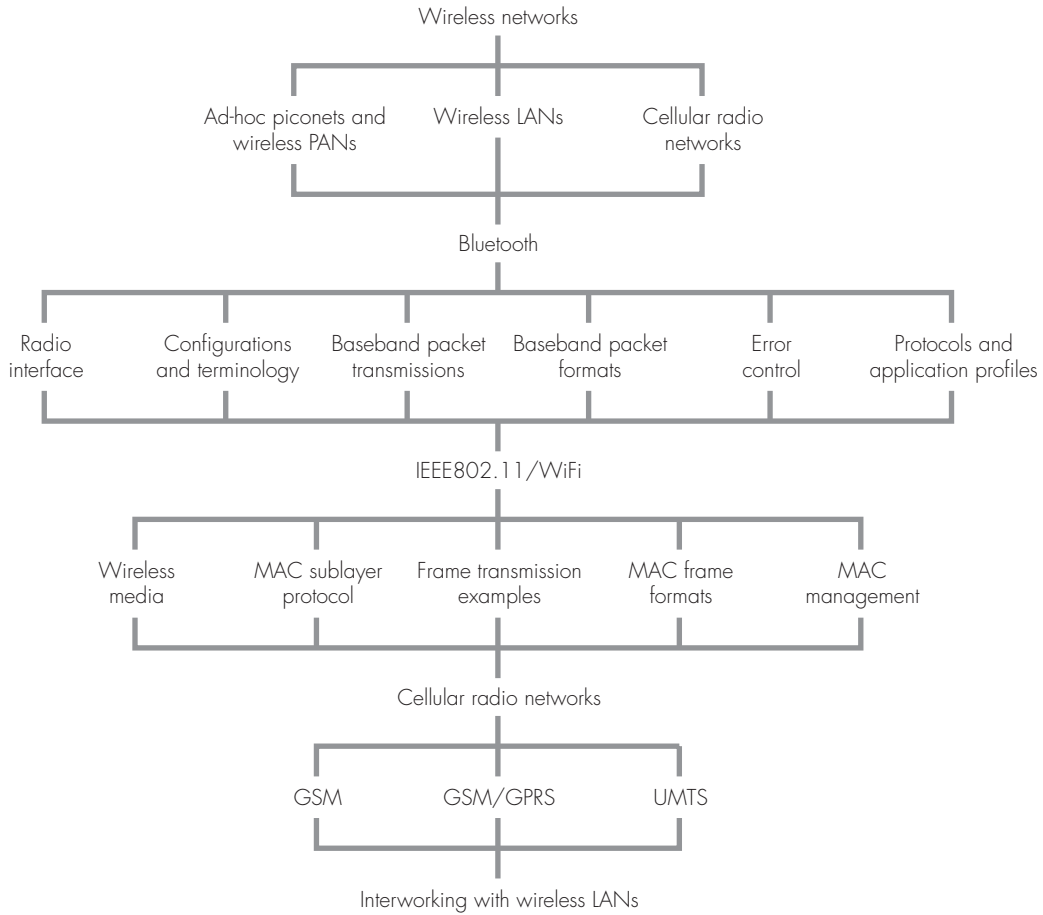 Wireless networks
Ad-hoc piconets and
wireless PANs
Wireless LANs
Cellular radio
networks
Bluetooth
Radio
interface
Configurations
and terminology
Baseband packet
transmissions
Baseband packet
formats
Error
control
Protocols and
application profiles
IEEE802.11/WiFi
Wireless
media
MAC sublayer
protocol
Frame transmission
examples
MAC frame
formats
MAC
management
Cellular radio networks
GSM
GSM/GPRS
UMTS
Interworking with wireless LANs